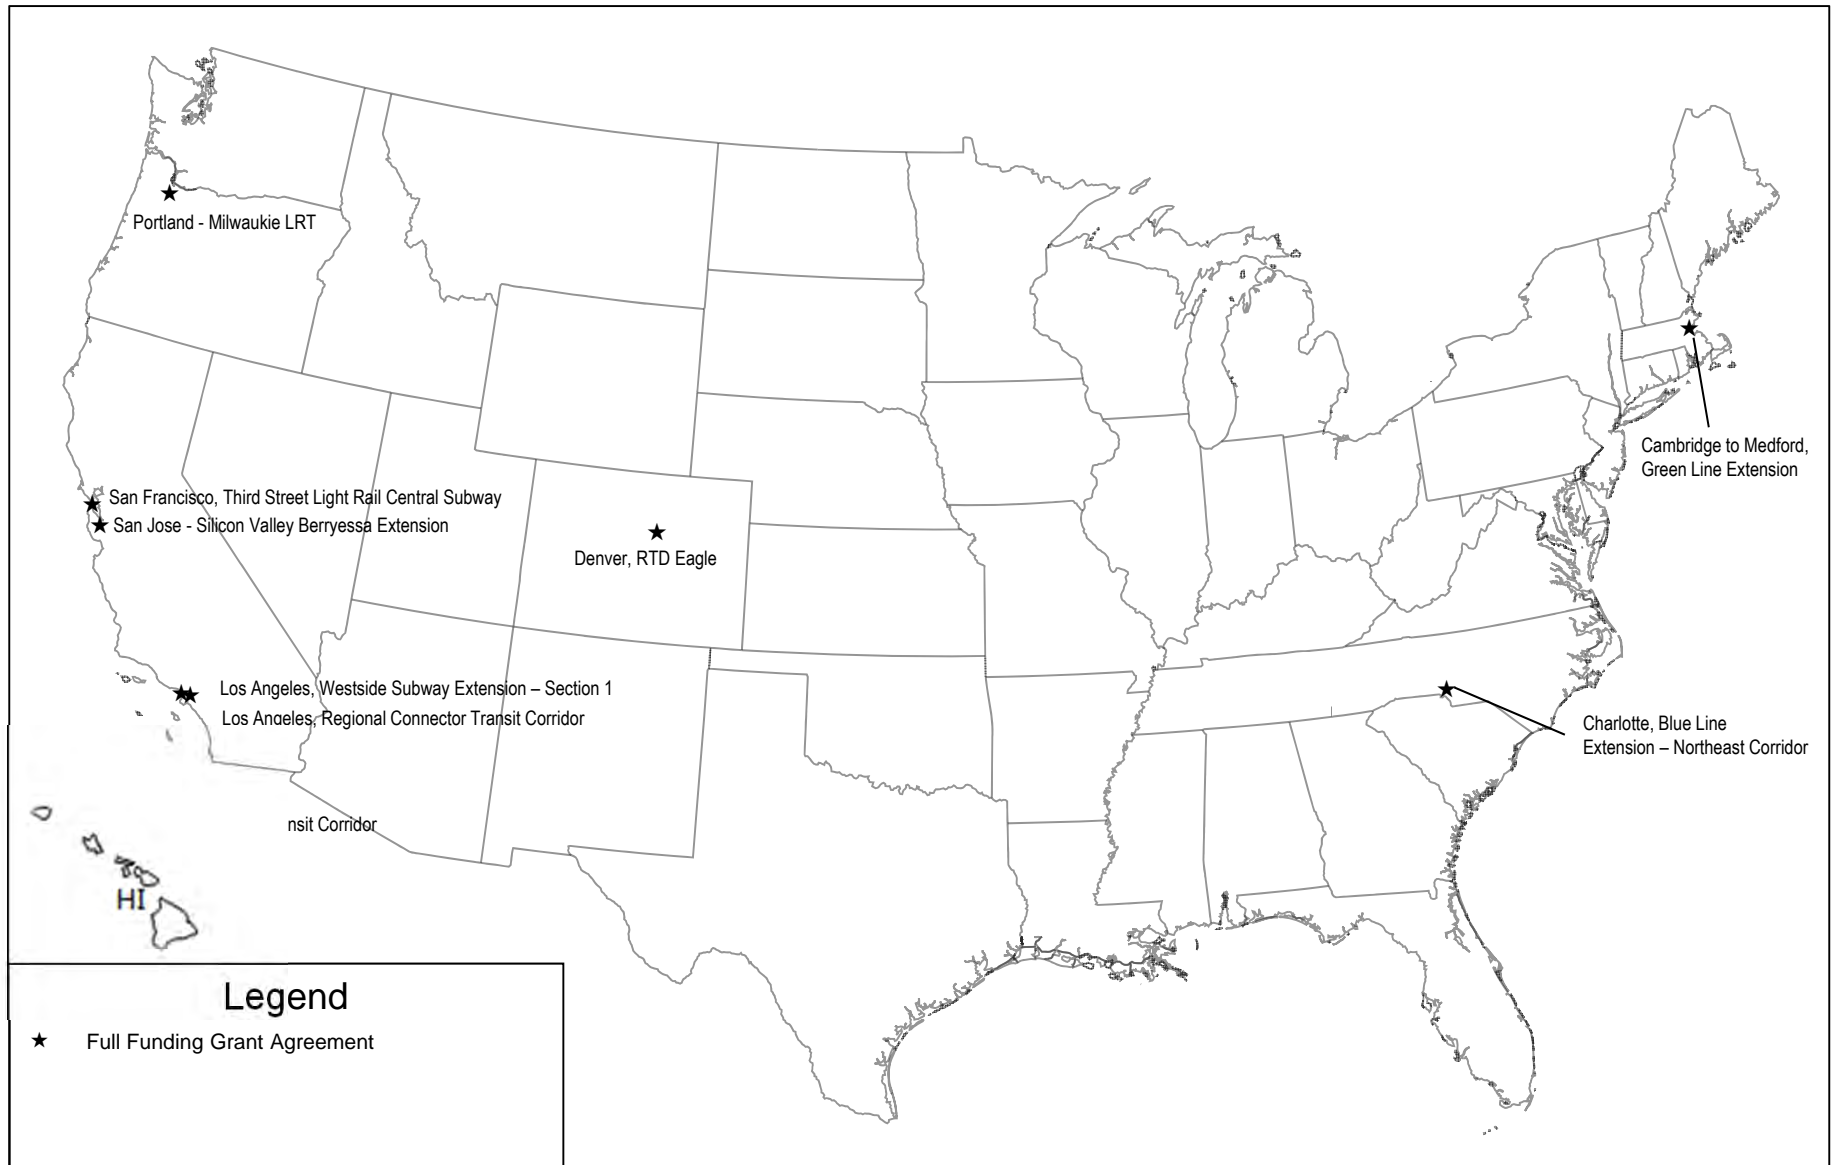 Portland - Milwaukie LRT
Cambridge to Medford,
Green Line Extension
San Francisco, Third Street Light Rail Central Subway
San Jose - Silicon Valley Berryessa Extension
Denver, RTD Eagle
Los Angeles, Westside Subway Extension – Section 1
Los Angeles, Regional Connector Transit Corridor
Charlotte, Blue Line
Extension – Northeast Corridor
nsit Corridor
HI
Legend
Full Funding Grant Agreement